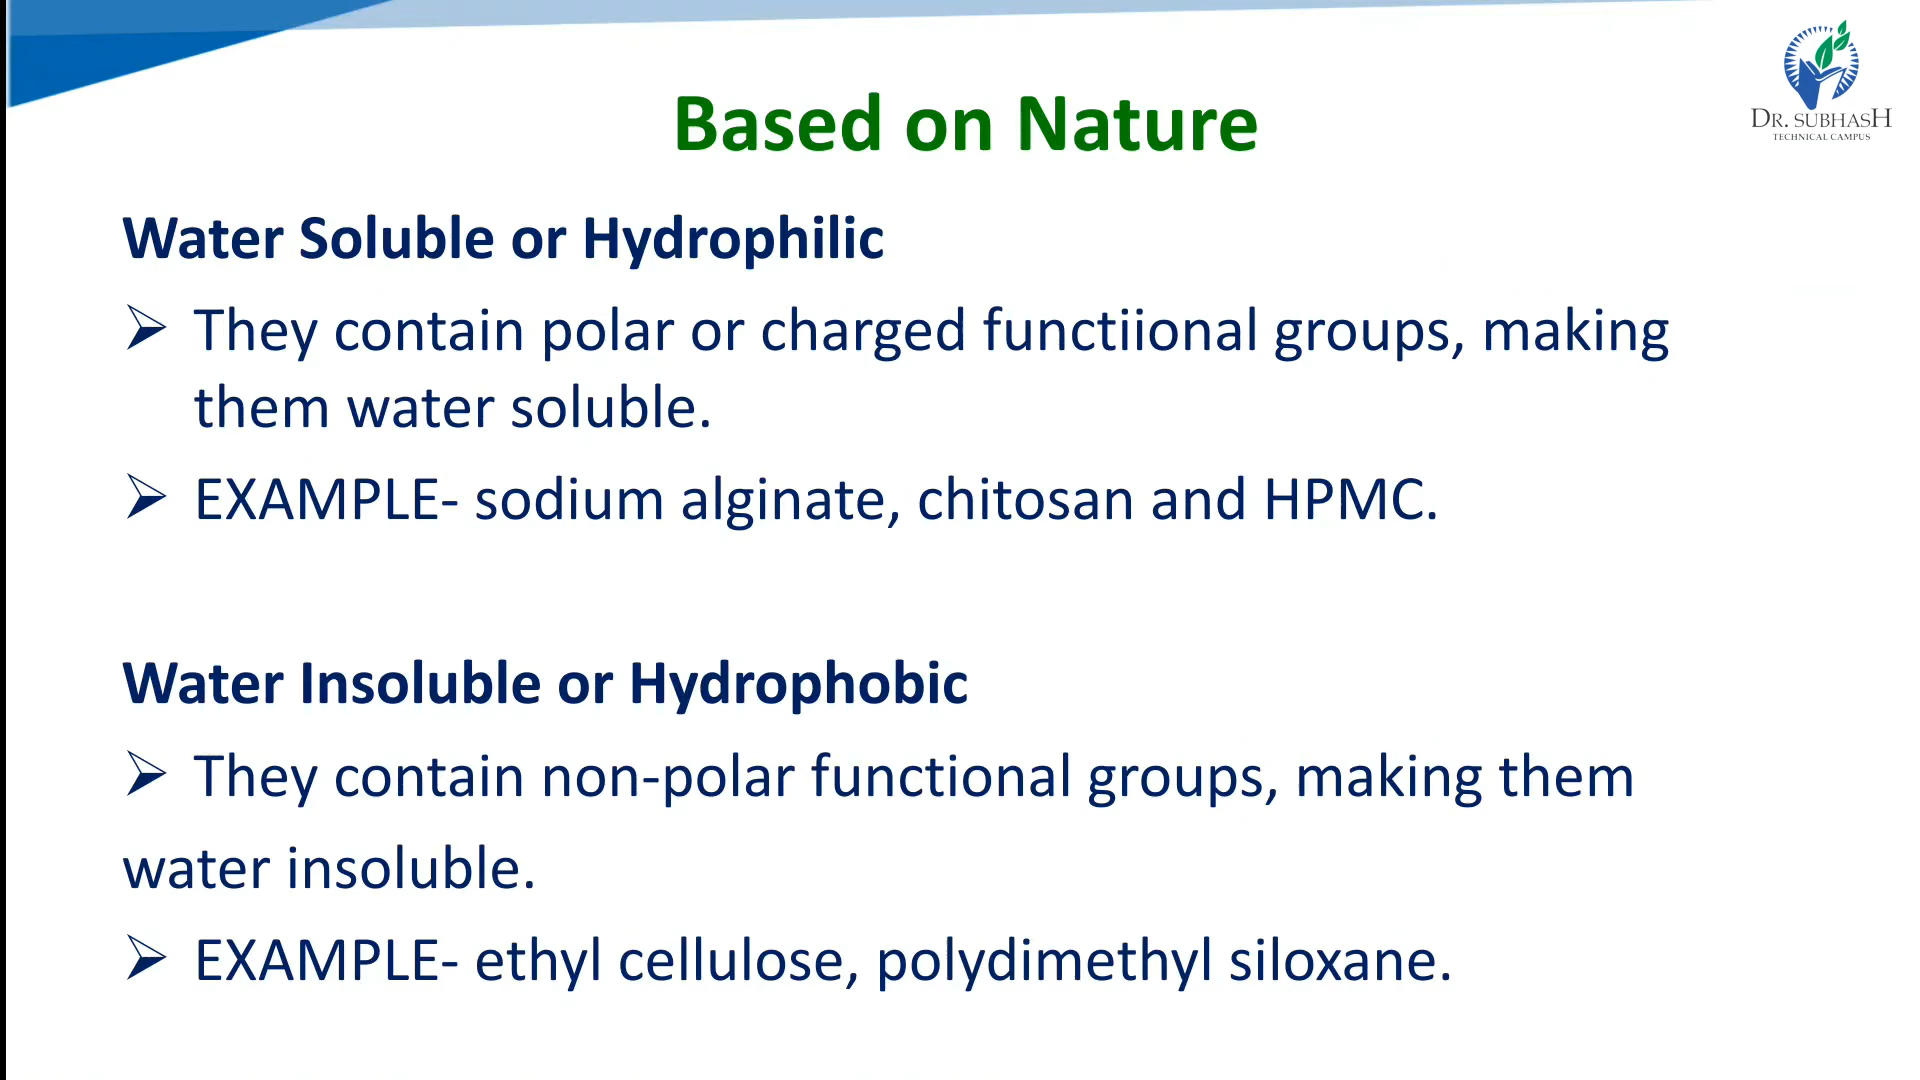 DR. SUBHASH
TECHNICAL CAMPUS
Based on Nature
Water Soluble or Hydrophilic
➢ They contain polar or charged functiional groups, making
them water soluble.
➢ EXAMPLE- sodium alginate, chitosan and HPMC.
Water Insoluble or Hydrophobic
➢ They contain non-polar functional groups, making them
water insoluble.
➢ EXAMPLE- ethyl cellulose, polydimethyl siloxane.